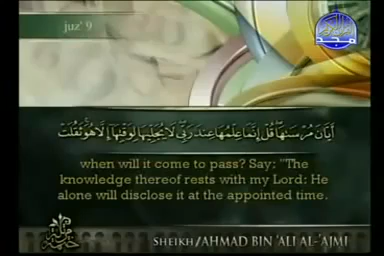 juz' 9
مجد
أَيَّانَ مُرْسَىٰهَا قُلْ إِنَّمَا عِلْمُهَا عِندَ رَبِّى لَا يُجَلِّيهَا لِوَقْتِهَآ إِلَّا هُوَ ثَقُلَتْ
when will it come to pass? Say: "The
knowledge thereof rests with my Lord: He
alone will disclose it at the appointed time.
SHEIKH/AHMAD BIN 'ALI AL-'AJMI